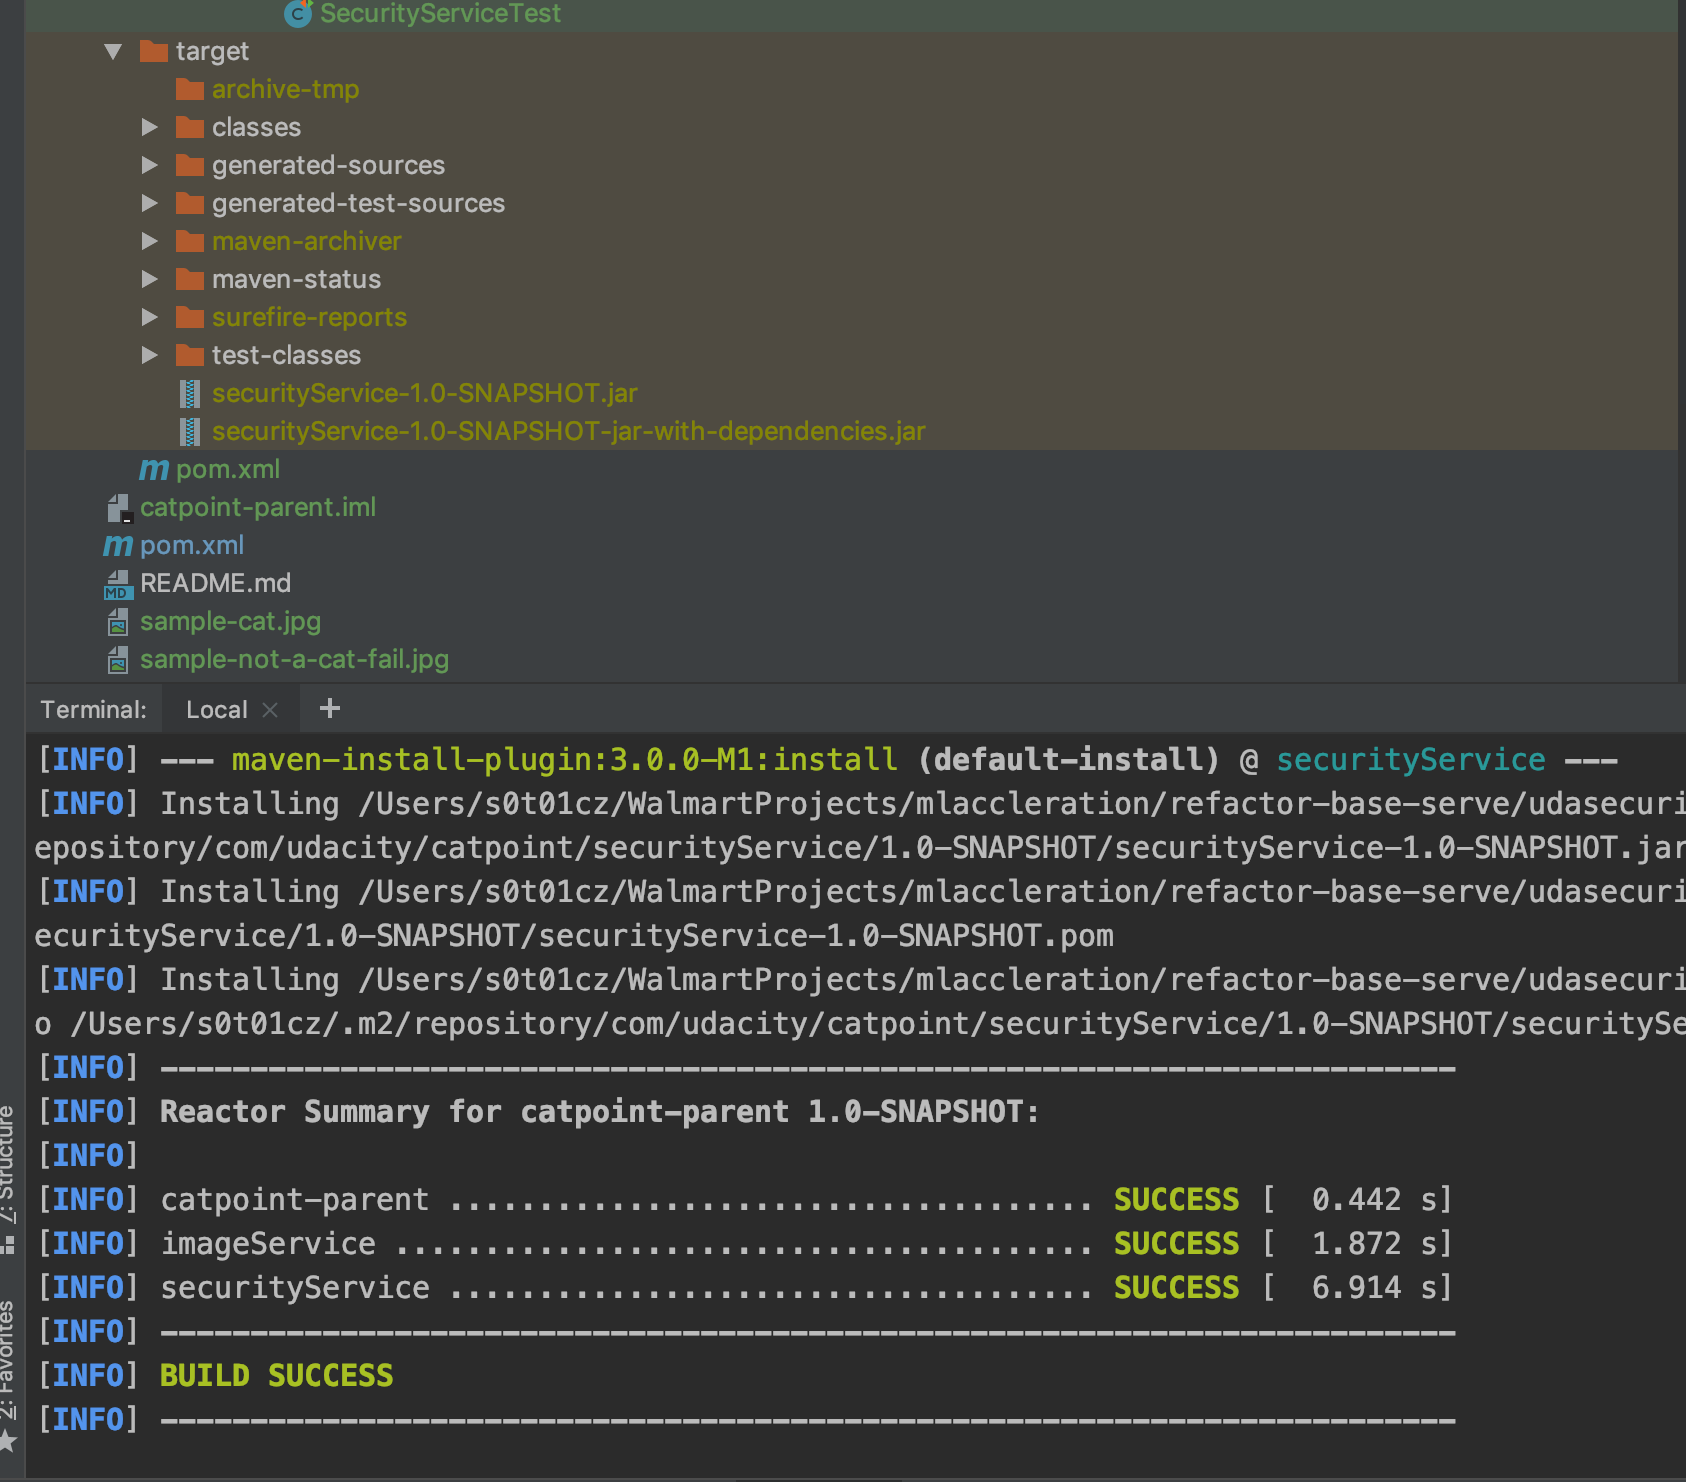 SecurityServiceTest
target
archive-tmp
classes
generated-sources
generated-test-sources
maven-archiver
maven-status
surefire-reports
test-classes
securityService-1.0-SNAPSHOT.jar
securityService-1.0-SNAPSHOT-jar-with-dependencies.jar
pom.xml
catpoint-parent.iml
pom.xml
README.md
sample-cat.jpg
sample-not-a-cat-fail.jpg
Terminal: Local × +
[INFO] --- maven-install-plugin:3.0.0-M1:install (default-install) @ securityService ---
[INFO] Installing /Users/s0t01cz/WalmartProjects/mlaccleration/refactor-base-serve/udasecuri
epository/com/udacity/catpoint/securityService/1.0-SNAPSHOT/securityService-1.0-SNAPSHOT.jar
[INFO] Installing /Users/s0t01cz/WalmartProjects/mlaccleration/refactor-base-serve/udasecuri
ecurityService/1.0-SNAPSHOT/securityService-1.0-SNAPSHOT.pom
[INFO] Installing /Users/s0t01cz/WalmartProjects/mlaccleration/refactor-base-serve/udasecuri
o /Users/s0t01cz/.m2/repository/com/udacity/catpoint/securityService/1.0-SNAPSHOT/securitySe
[INFO] ------------------------------------------------------------------------
[INFO] Reactor Summary for catpoint-parent 1.0-SNAPSHOT:
[INFO]
[INFO] catpoint-parent .................................... SUCCESS [  0.442 s]
[INFO] imageService ....................................... SUCCESS [  1.872 s]
[INFO] securityService .................................... SUCCESS [  6.914 s]
[INFO] ------------------------------------------------------------------------
[INFO] BUILD SUCCESS
[INFO] ------------------------------------------------------------------------
7: Structure
2: Favorites